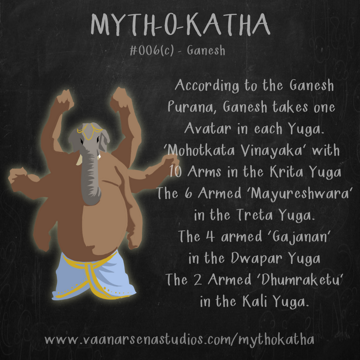 MYTH-O-KATHA
#006(c) - Ganesh
According to the Ganesh
Purana, Ganesh takes one
Avatar in each Yuga.
'Mohotkata Vinayaka' with
10 Arms in the Krita Yuga
The 6 Armed 'Mayureshwara'
in the Treta Yuga.
The 4 armed 'Gajanan'
in the Dwapar Yuga
The 2 Armed 'Dhumraketu'
in the Kali Yuga.
www.vaanarsenastudios.com/mythokatha